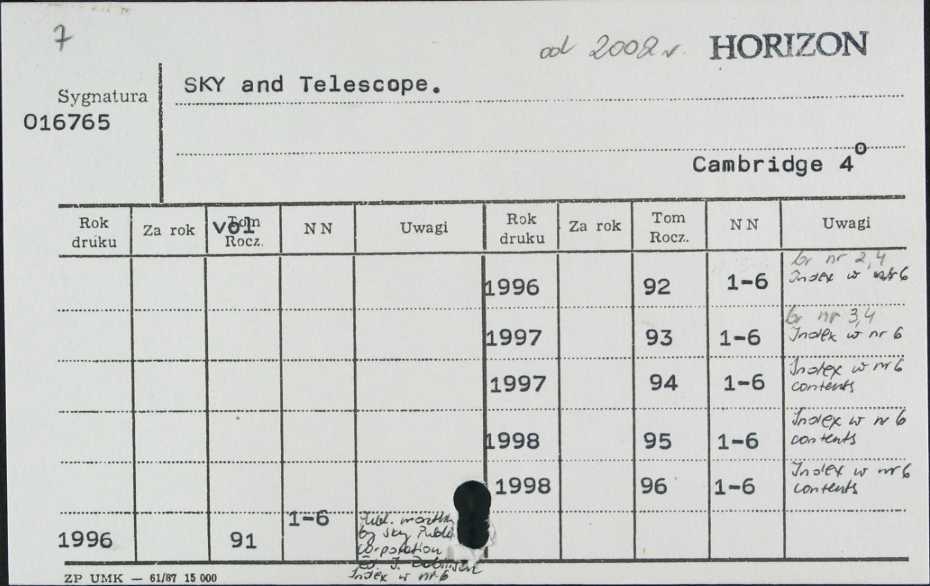 7
od 2002 r. HORIZON
SKY and Telescope.
Sygnatura
016765
Cambridge 4°
Rok druku Za rok Tom Rocz. vol NN Uwagi Rok druku Za rok Tom Rocz. NN Uwagi
br nr 2,4
1996 92 1-6 Index w nr 6
br nr 3,4
1997 93 1-6 Index w nr 6
1997 94 1-6 Index w nr 6
contents
1998 95 1-6 Index w nr 6
contents
1998 96 1-6 Index w nr 6
contents
1996 91 1-6 Publ. monthly
by Sky Publ.
corporation
Ed. J.
Index w nr 6
ZP UMK — 61/87 15 000